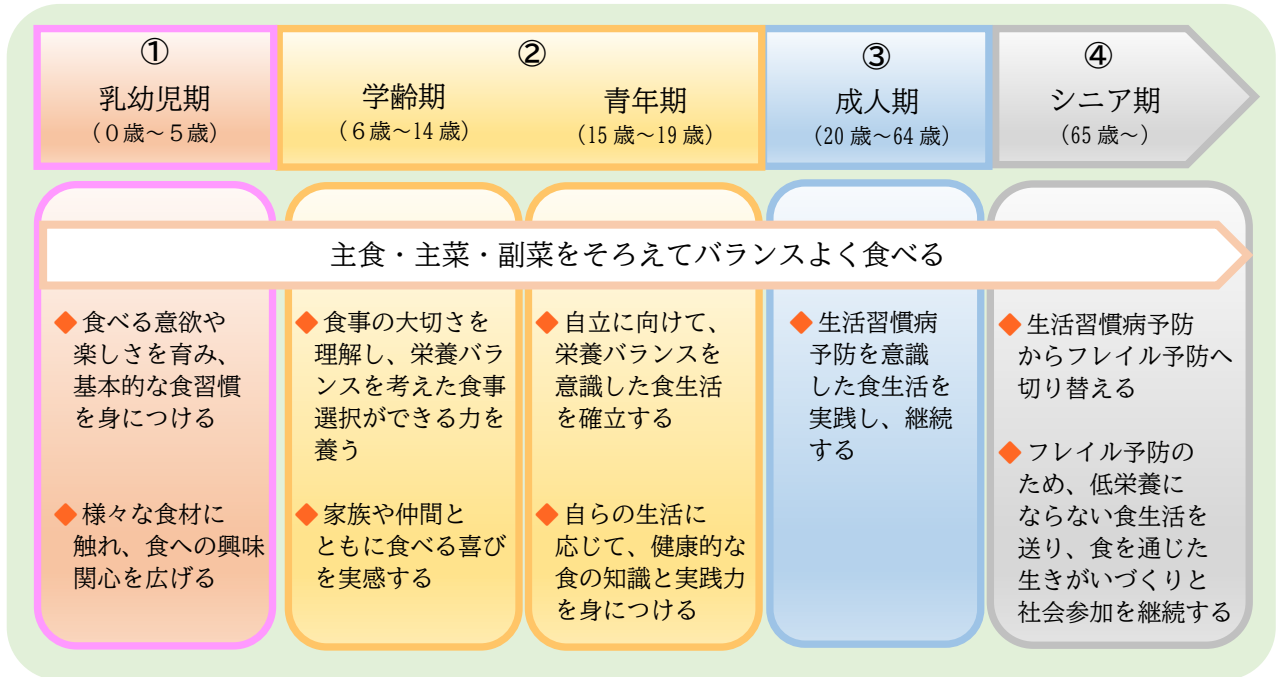 ①
乳幼児期
（０歳～５歳）
②
学齢期
（６歳～14歳）
青年期
（15歳～19歳）
③
成人期
（20歳～64歳）
④
シニア期
（65歳～）
主食・主菜・副菜をそろえてバランスよく食べる
◆食べる意欲や
楽しさを育み、
基本的な食習慣
を身につける
◆様々な食材に
触れ、食への興味
関心を広げる
◆食事の大切さを
理解し、栄養バラ
ンスを考えた食事
選択ができる力を
養う
◆家族や仲間と
ともに食べる喜び
を実感する
◆自立に向けて、
栄養バランスを
意識した食生活
を確立する
◆自らの生活に
応じて、健康的な
食の知識と実践力
を身につける
◆生活習慣病
予防を意識
した食生活を
実践し、継続
する
◆生活習慣病予防
からフレイル予防へ
切り替える
◆フレイル予防の
ため、低栄養に
ならない食生活を
送り、食を通じた
生きがいづくりと
社会参加を継続する